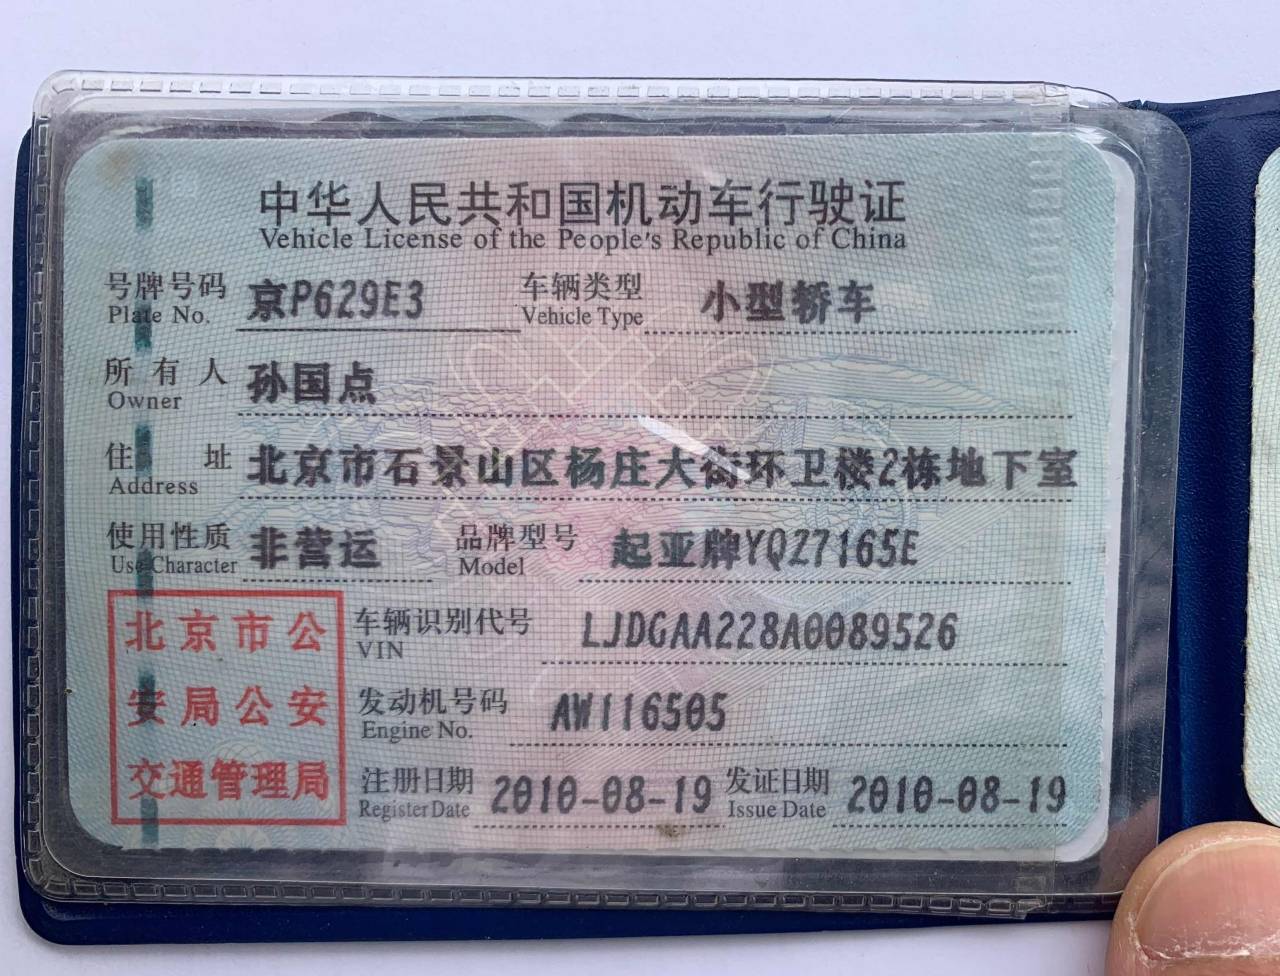 中华人民共和国机动车行驶证
Vehicle License of the People's Republic of China
号牌号码 京P629E3 车辆类型 小型轿车
Plate No. Vehicle Type
所有人 孙国点
Owner
住址 北京市石景山区杨庄大街环卫楼2栋地下室
Address
使用性质 非营运 品牌型号 起亚牌YQZ7165E
Use Character Model
车辆识别代号 LJDGAA228A0089526
VIN
发动机号码 AW116505
Engine No.
注册日期 2010-08-19 发证日期 2010-08-19
Register Date Issue Date
北京市公
安局公安
交通管理局